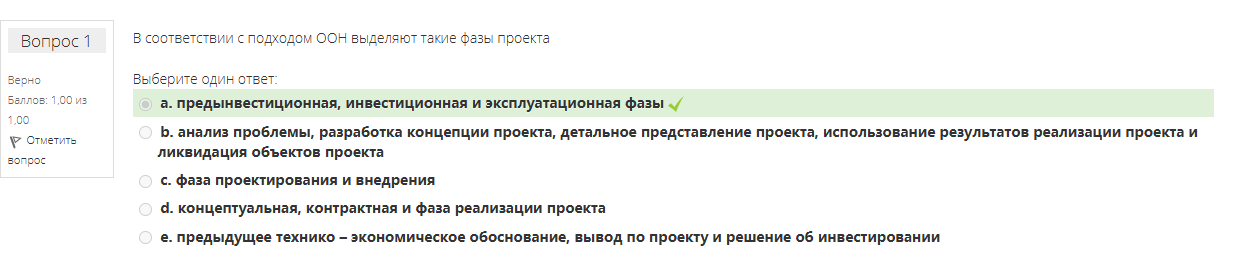 Вопрос 1
Верно
Баллов: 1,00 из
1,00
Отметить
вопрос
В соответствии с подходом ООН выделяют такие фазы проекта
Выберите один ответ:
a. предынвестиционная, инвестиционная и эксплуатационная фазы
b. анализ проблемы, разработка концепции проекта, детальное представление проекта, использование результатов реализации проекта и
ликвидация объектов проекта
c. фаза проектирования и внедрения
d. концептуальная, контрактная и фаза реализации проекта
e. предыдущее технико – экономическое обоснование, вывод по проекту и решение об инвестировании